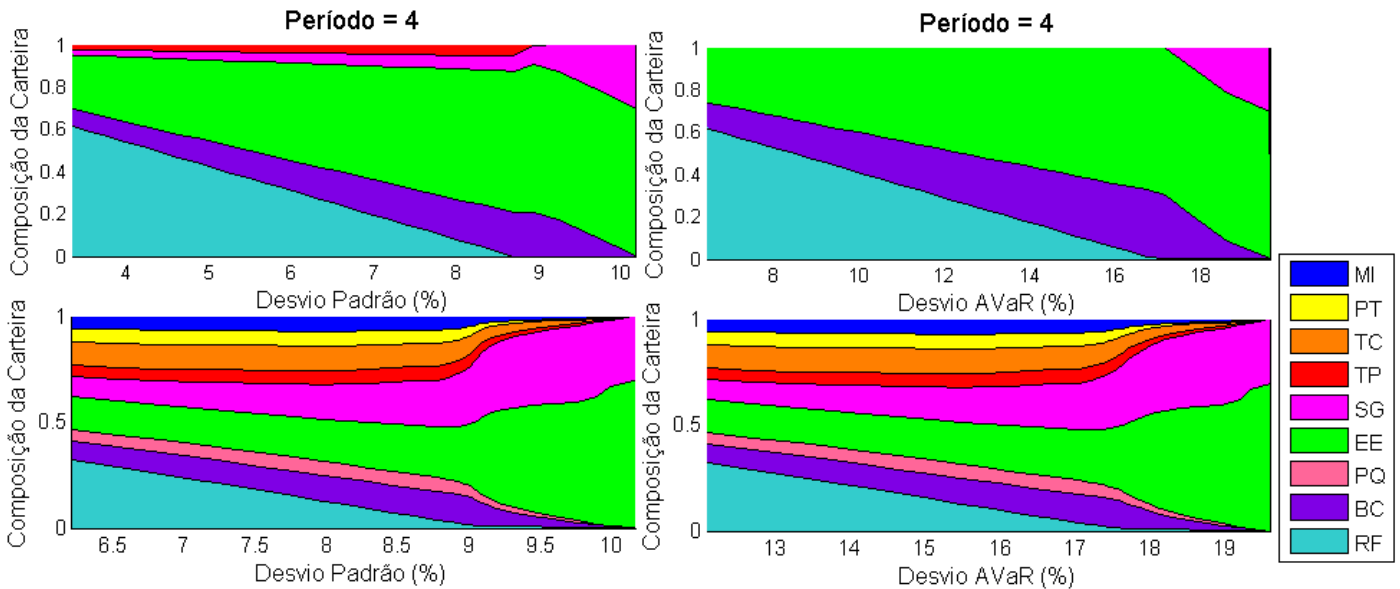 Período = 4
Composição da Carteira
1
0.8
0.6
0.4
0.2
0
4 5 6 7 8 9 10
Desvio Padrão (%)
Período = 4
Composição da Carteira
1
0.8
0.6
0.4
0.2
0
8 10 12 14 16 18
Desvio AVaR (%)
Composição da Carteira
1
0.5
0
6.5 7 7.5 8 8.5 9 9.5 10
Desvio Padrão (%)
Composição da Carteira
1
0.5
0
13 14 15 16 17 18 19
Desvio AVaR (%)
MI
PT
TC
TP
SG
EE
PQ
BC
RF